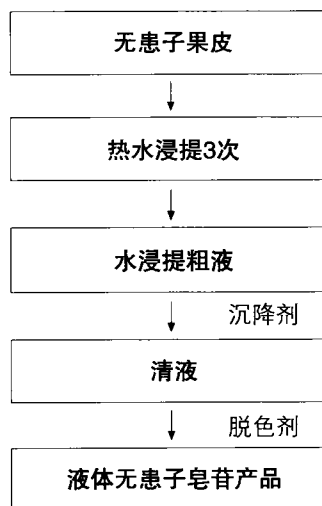 无患子果皮
热水浸提3次
水浸提粗液
沉降剂
清液
脱色剂
液体无患子皂苷产品